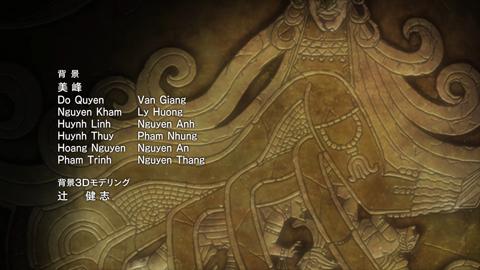 背景
美峰
Do Quyen Van Giang
Nguyen Kham Ly Huong
Huynh Linh Nguyen Anh
Huynh Thuy Pham Nhung
Hoang Nguyen Nguyen An
Pham Trinh Nguyen Thang
背景3Dモデリング
辻 健志